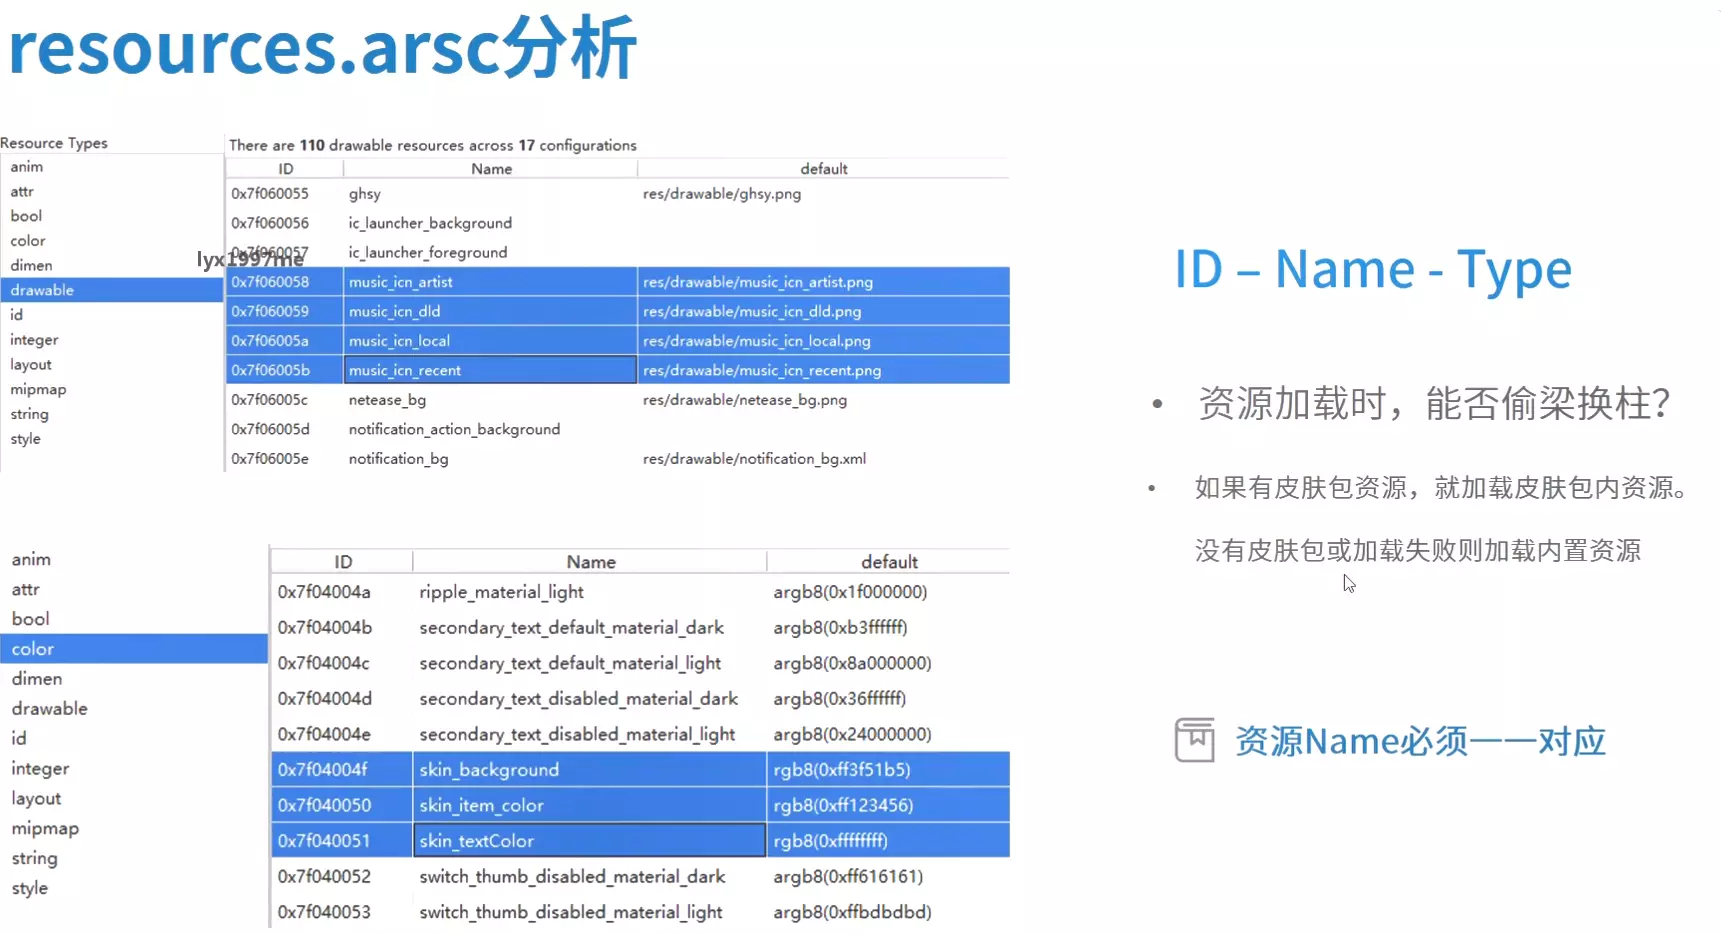 resources.arsc分析
Resource Types
anim
attr
bool
color
dimen
drawable
id
integer
layout
mipmap
string
style
There are 110 drawable resources across 17 configurations
ID Name default
0x7f060055 ghsy res/drawable/ghsy.png
0x7f060056 ic_launcher_background
0x7f060057 ic_launcher_foreground
lyx1997me
0x7f060058 music_icn_artist res/drawable/music_icn_artist.png
0x7f060059 music_icn_dld res/drawable/music_icn_dld.png
0x7f06005a music_icn_local res/drawable/music_icn_local.png
0x7f06005b music_icn_recent res/drawable/music_icn_recent.png
0x7f06005c netease_bg res/drawable/netease_bg.png
0x7f06005d notification_action_background
0x7f06005e notification_bg res/drawable/notification_bg.xml
anim
attr
bool
color
dimen
drawable
id
integer
layout
mipmap
string
style
ID Name default
0x7f04004a ripple_material_light argb8(0x1f000000)
0x7f04004b secondary_text_default_material_dark argb8(0xb3ffffff)
0x7f04004c secondary_text_default_material_light argb8(0x8a000000)
0x7f04004d secondary_text_disabled_material_dark argb8(0x36ffffff)
0x7f04004e secondary_text_disabled_material_light argb8(0x24000000)
0x7f04004f skin_background rgb8(0xff3f51b5)
0x7f040050 skin_item_color rgb8(0xff123456)
0x7f040051 skin_textColor rgb8(0xffffffff)
0x7f040052 switch_thumb_disabled_material_dark argb8(0xff616161)
0x7f040053 switch_thumb_disabled_material_light argb8(0xffbdbdbd)
ID – Name - Type
• 资源加载时，能否偷梁换柱？
• 如果有皮肤包资源，就加载皮肤包内资源。
没有皮肤包或加载失败则加载内置资源
资源Name必须一一对应